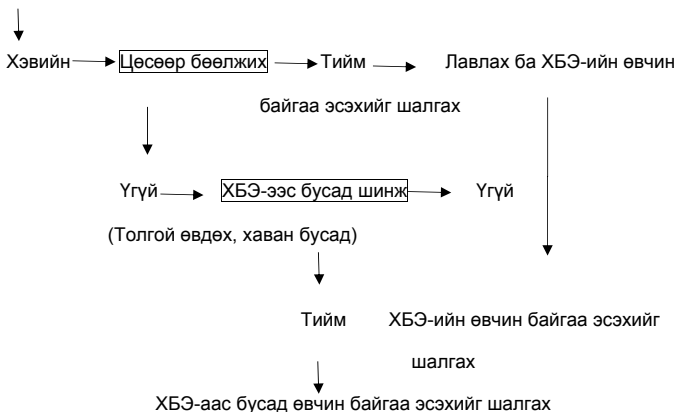 Хэвийн Цөсөөр бөөлжих Тийм Лавлах ба ХБЭ-ийн өвчин
байгаа эсэхийг шалгах
Үгүй ХБЭ-ээс бусад шинж Үгүй
(Толгой өвдөх, хаван бусад)
Тийм ХБЭ-ийн өвчин байгаа эсэхийг
шалгах
ХБЭ-аас бусад өвчин байгаа эсэхийг шалгах